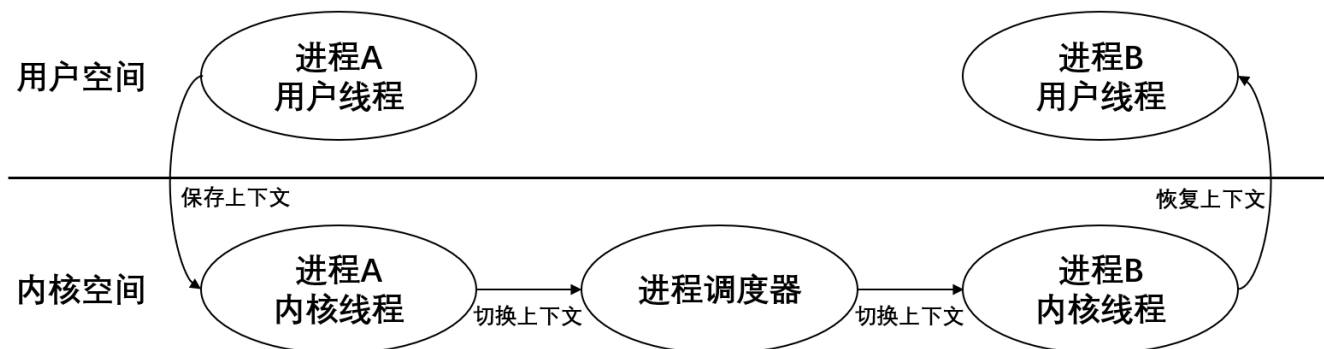 用户空间
进程A
用户线程
进程B
用户线程
保存上下文
恢复上下文
内核空间
进程A
内核线程
切换上下文
进程调度器
切换上下文
进程B
内核线程